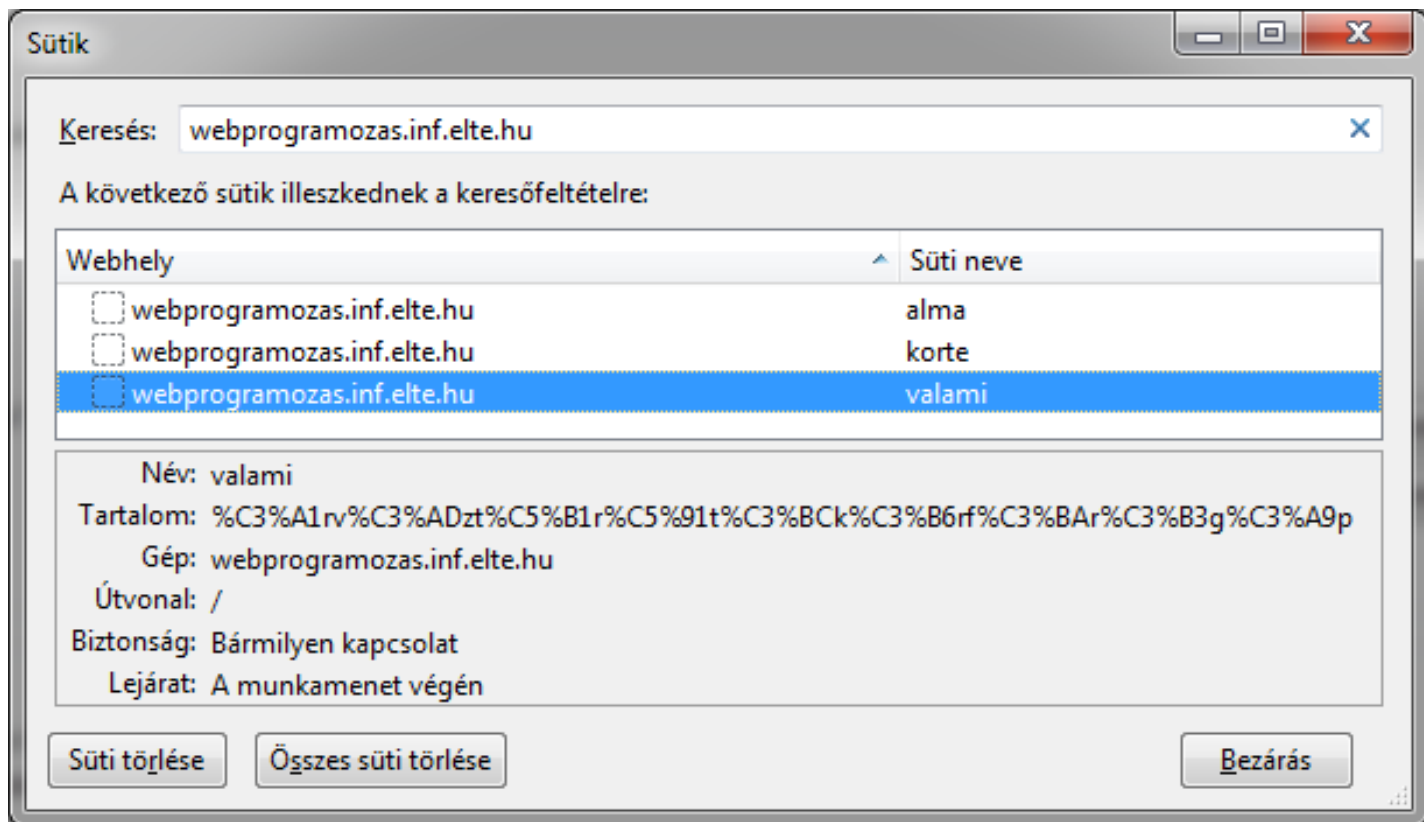 Sütik
Keresés: webprogramozas.inf.elte.hu
A következő sütik illeszkednek a keresőfeltételre:
Webhely Süti neve
webprogramozas.inf.elte.hu alma
webprogramozas.inf.elte.hu korte
webprogramozas.inf.elte.hu valami
Név: valami
Tartalom: %C3%A1rv%C3%ADzt%C5%B1r%C5%91t%C3%BCk%C3%B6rf%C3%BAr%C3%B3g%C3%A9p
Gép: webprogramozas.inf.elte.hu
Útvonal: /
Biztonság: Bármilyen kapcsolat
Lejárat: A munkamenet végén
Süti törlése Összes süti törlése Bezárás